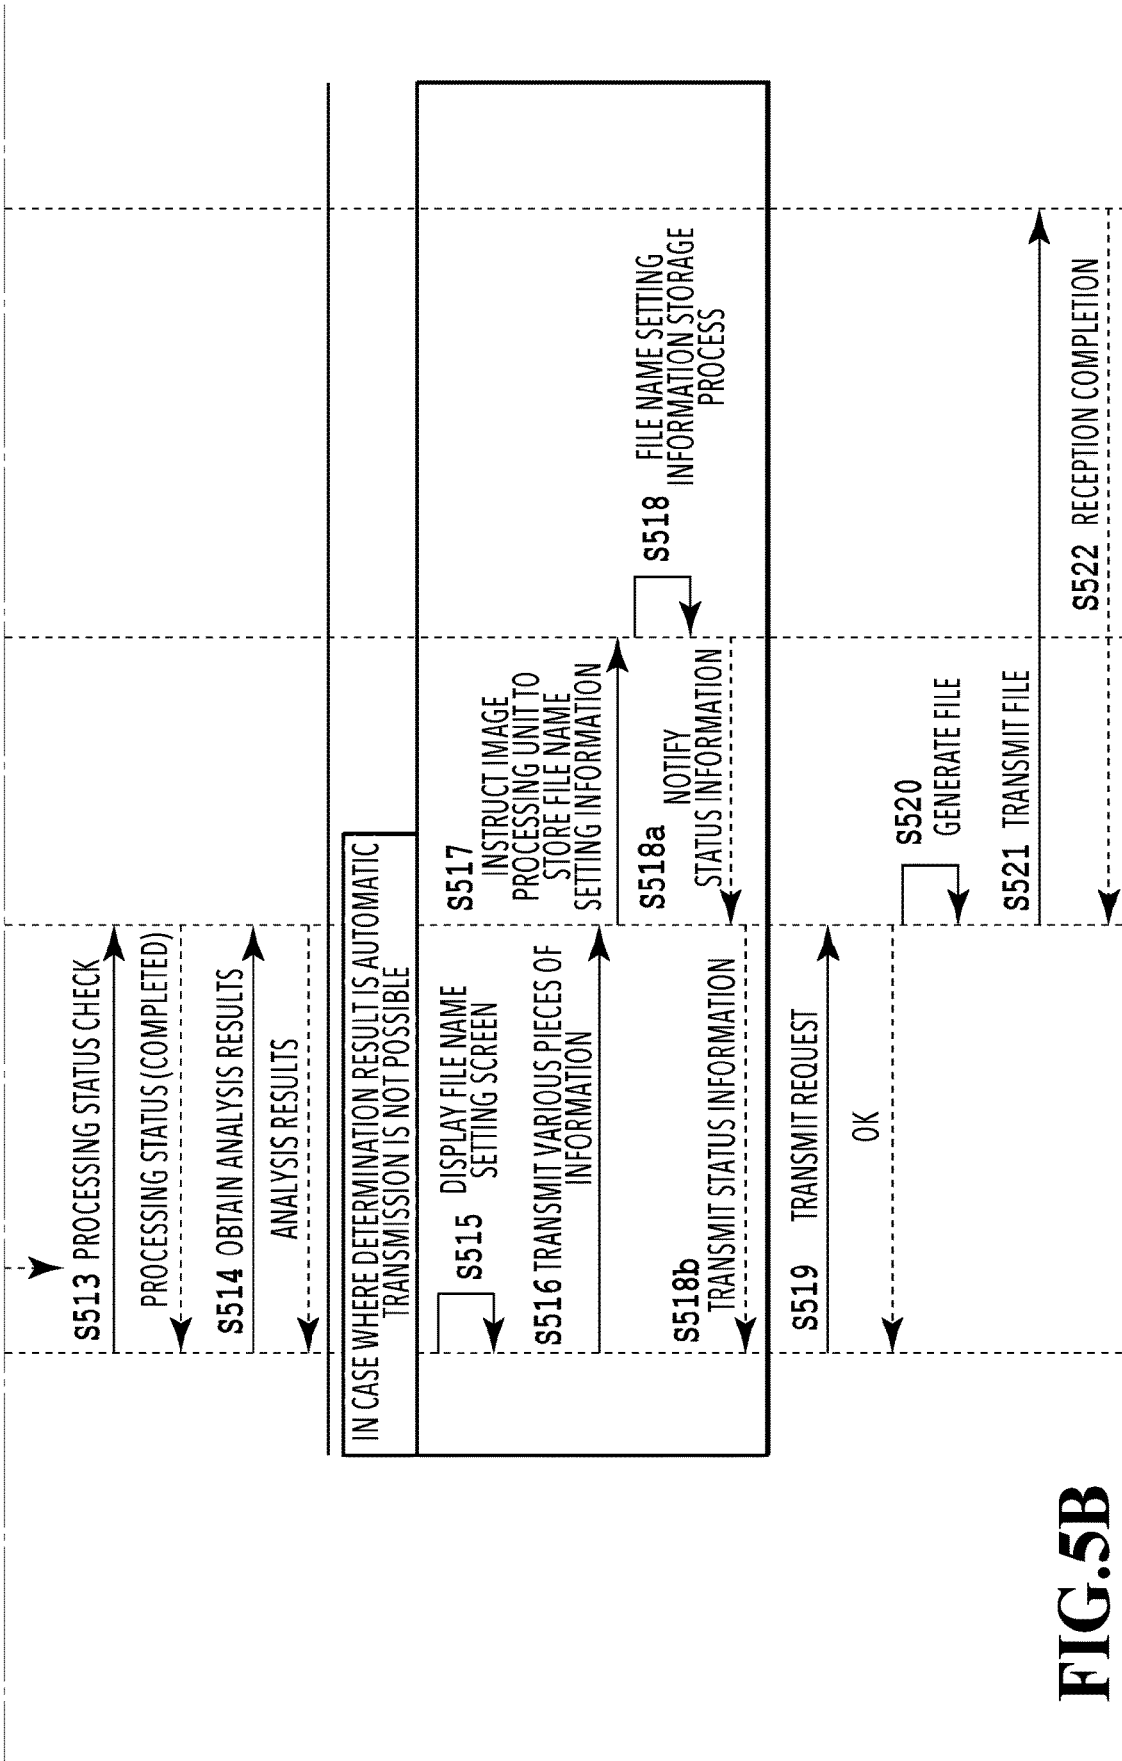 S513 PROCESSING STATUS CHECK
PROCESSING STATUS (COMPLETED)
S514 OBTAIN ANALYSIS RESULTS
ANALYSIS RESULTS
IN CASE WHERE DETERMINATION RESULT IS AUTOMATIC
TRANSMISSION IS NOT POSSIBLE
S515 DISPLAY FILE NAME
SETTING SCREEN
S516 TRANSMIT VARIOUS PIECES OF
INFORMATION
S517
INSTRUCT IMAGE
PROCESSING UNIT TO
STORE FILE NAME
SETTING INFORMATION
S518 FILE NAME SETTING
INFORMATION STORAGE
PROCESS
S518a
NOTIFY
STATUS INFORMATION
S518b
TRANSMIT STATUS INFORMATION
S519 TRANSMIT REQUEST
OK
S520
GENERATE FILE
S521 TRANSMIT FILE
S522 RECEPTION COMPLETION
FIG.5B